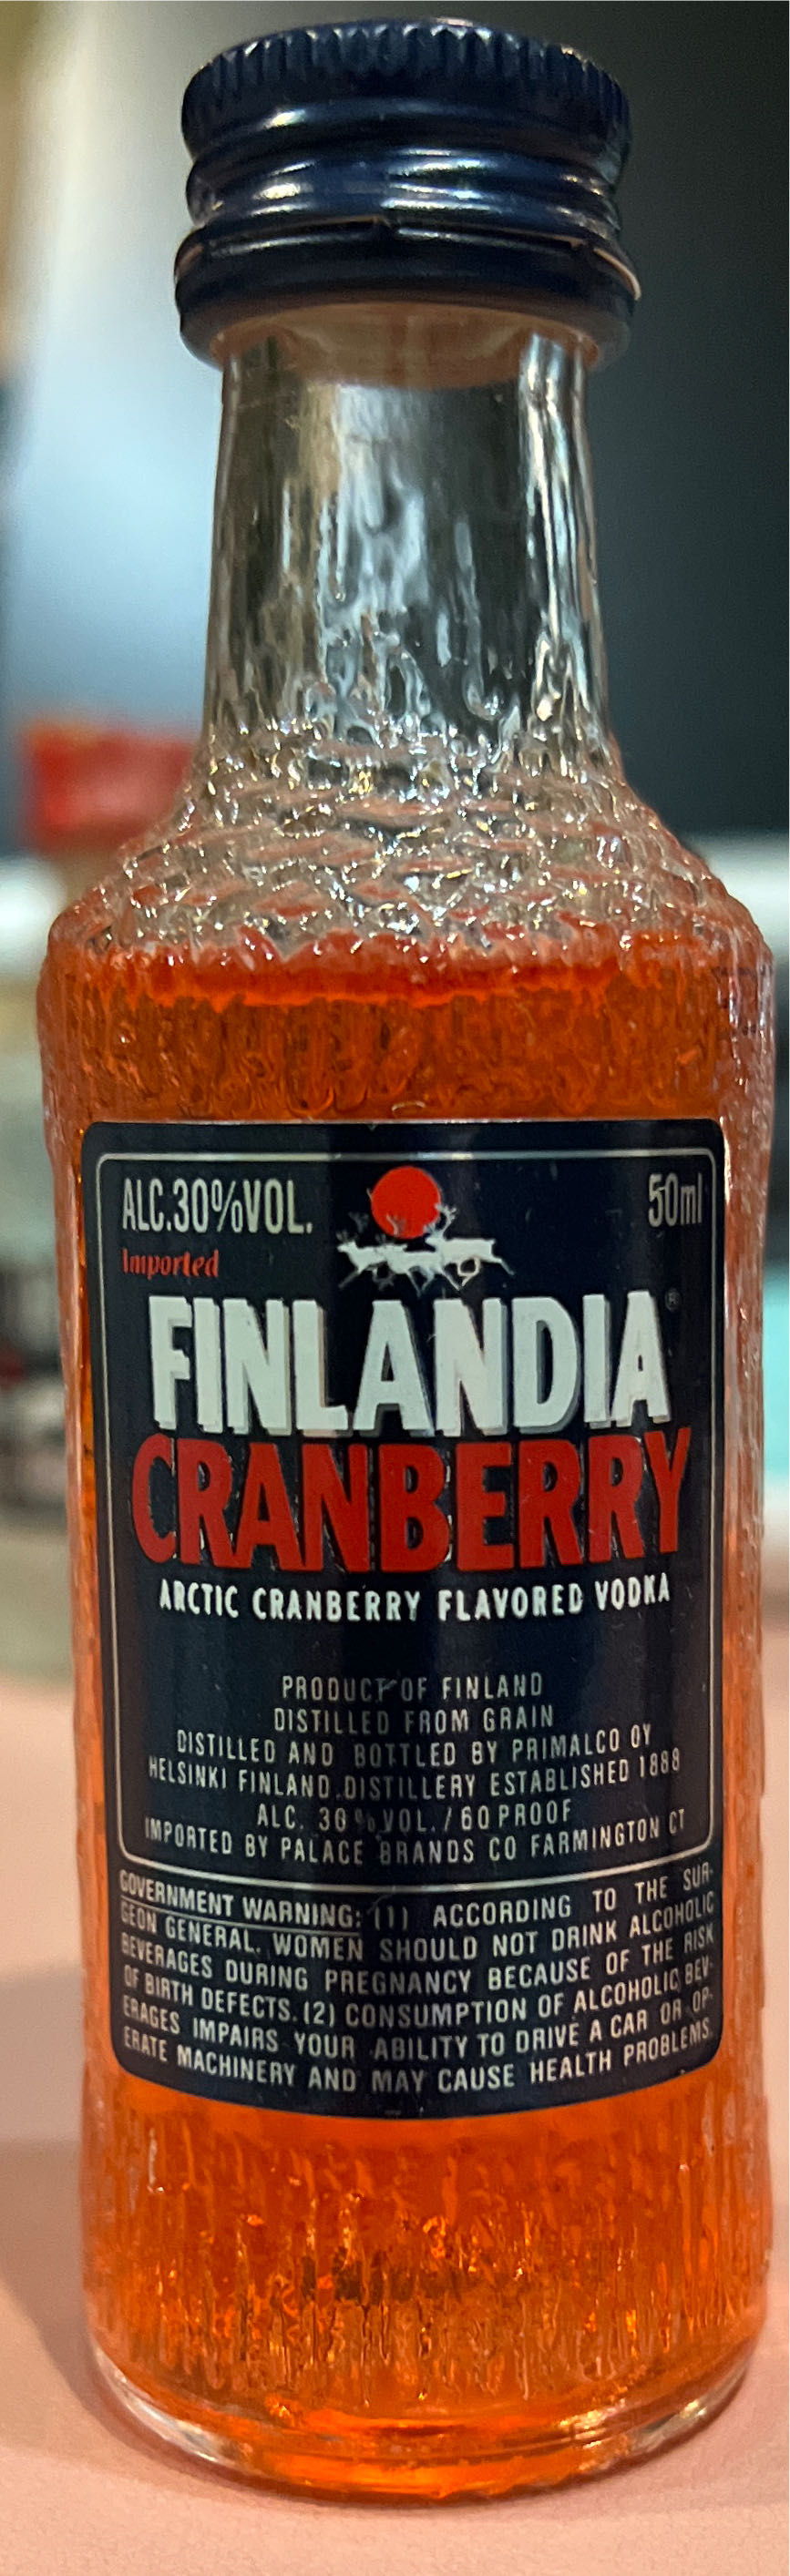 ALC.30%VOL.
50ml
Imported
FINLANDIA®
CRANBERRY
ARCTIC CRANBERRY FLAVORED VODKA
PRODUCT OF FINLAND
DISTILLED FROM GRAIN
DISTILLED AND BOTTLED BY PRIMALCO OY
HELSINKI FINLAND.DISTILLERY ESTABLISHED 1888
ALC. 30%VOL./60 PROOF
IMPORTED BY PALACE BRANDS CO FARMINGTON CT
GOVERNMENT WARNING: (1) ACCORDING TO THE SUR-
GEON GENERAL, WOMEN SHOULD NOT DRINK ALCOHOLIC
BEVERAGES DURING PREGNANCY BECAUSE OF THE RISK
OF BIRTH DEFECTS. (2) CONSUMPTION OF ALCOHOLIC BEV-
ERAGES IMPAIRS YOUR ABILITY TO DRIVE A CAR OR OP-
ERATE MACHINERY AND MAY CAUSE HEALTH PROBLEMS.